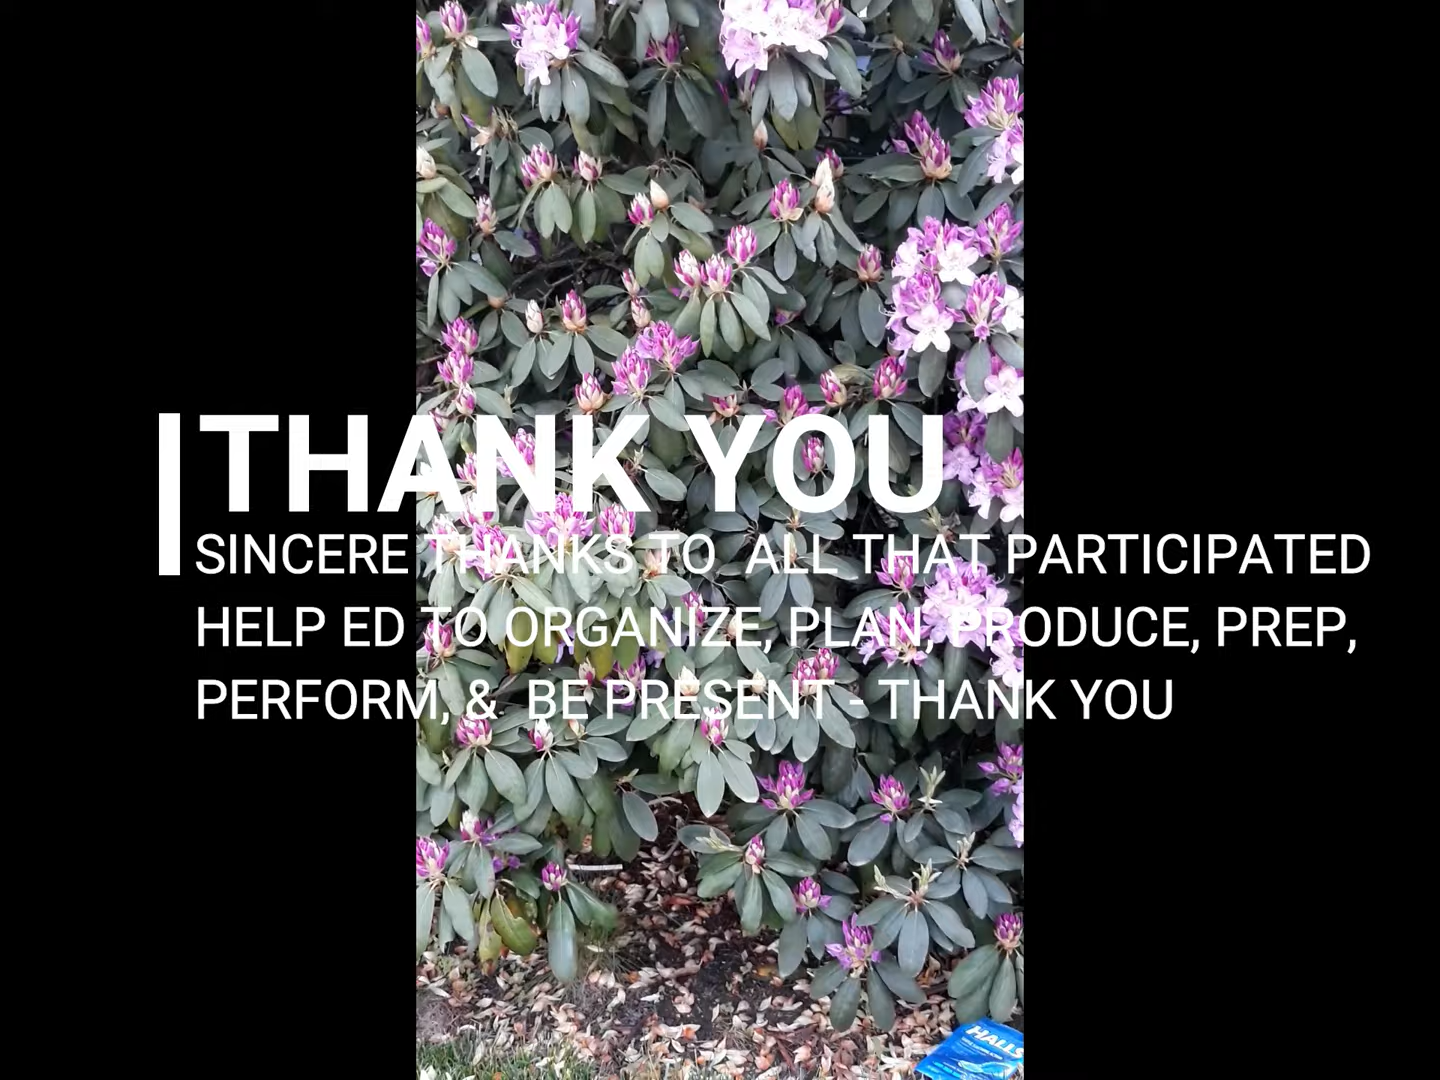 THANK YOU
SINCERE THANKS TO  ALL THAT PARTICIPATED
HELP ED TO ORGANIZE, PLAN, PRODUCE, PREP,
PERFORM, &  BE PRESENT - THANK YOU
HALLS